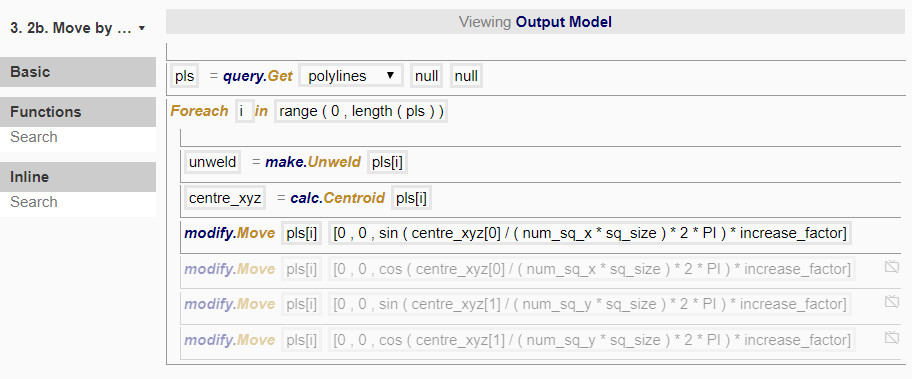 3. 2b. Move by ...
Viewing Output Model
Basic
Functions
Search
Inline
Search
pls = query.Get polylines null null
Foreach i in range ( 0 , length ( pls ) )
unweld = make.Unweld pls[i]
centre_xyz = calc.Centroid pls[i]
modify.Move pls[i] [0 , 0 , sin ( centre_xyz[0] / ( num_sq_x * sq_size ) * 2 * PI ) * increase_factor]
modify.Move pls[i] [0 , 0 , cos ( centre_xyz[0] / ( num_sq_x * sq_size ) * 2 * PI ) * increase_factor]
modify.Move pls[i] [0 , 0 , sin ( centre_xyz[1] / ( num_sq_y * sq_size ) * 2 * PI ) * increase_factor]
modify.Move pls[i] [0 , 0 , cos ( centre_xyz[1] / ( num_sq_y * sq_size ) * 2 * PI ) * increase_factor]